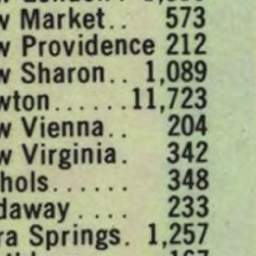 w Market.. 573
w Providence 212
w Sharon.. 1,089
wton......11,723
w Vienna.. 204
w Virginia. 342
hols...... 348
daway .... 233
ra Springs. 1,257